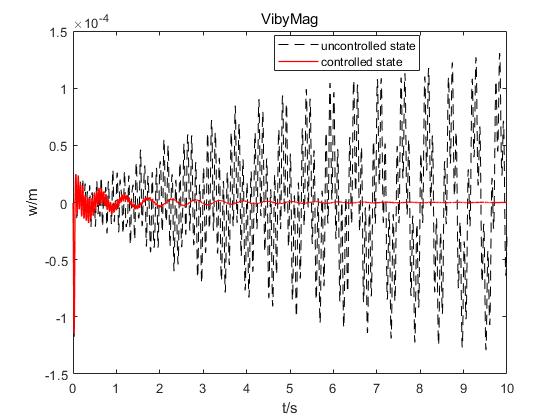 VibyMag
×10-4
uncontrolled state
controlled state
1.5
1
0.5
0
-0.5
-1
-1.5
w/m
0 1 2 3 4 5 6 7 8 9 10
t/s